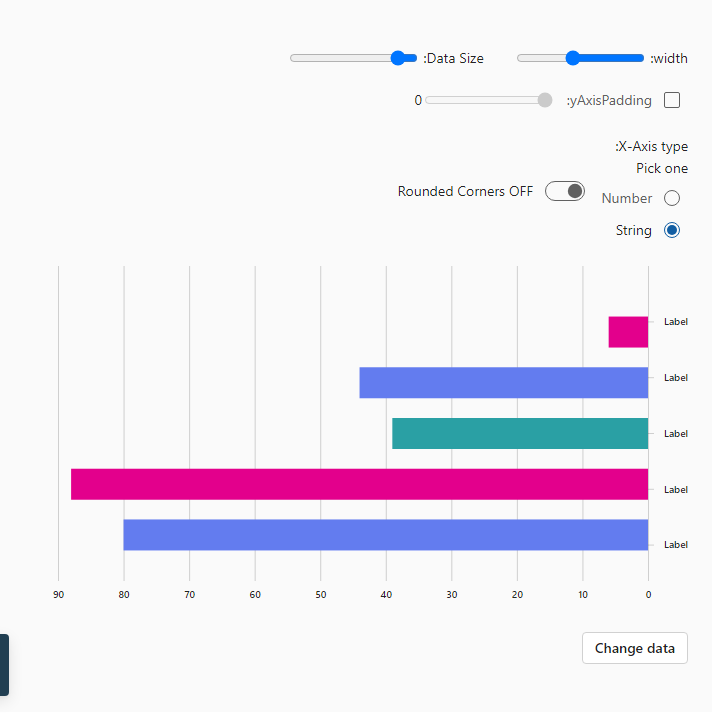 :width
:Data Size
:yAxisPadding
0
:X-Axis type
Pick one
Number
String
Rounded Corners OFF
Label
Label
Label
Label
Label
90 80 70 60 50 40 30 20 10 0
Change data